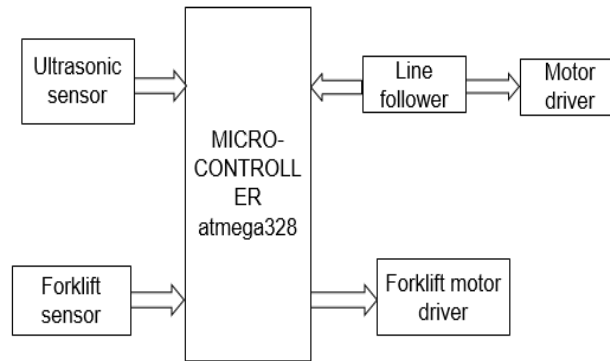 Ultrasonic
sensor
MICRO-
CONTROLL
ER
atmega328
Line
follower
Motor
driver
Forklift
sensor
Forklift motor
driver